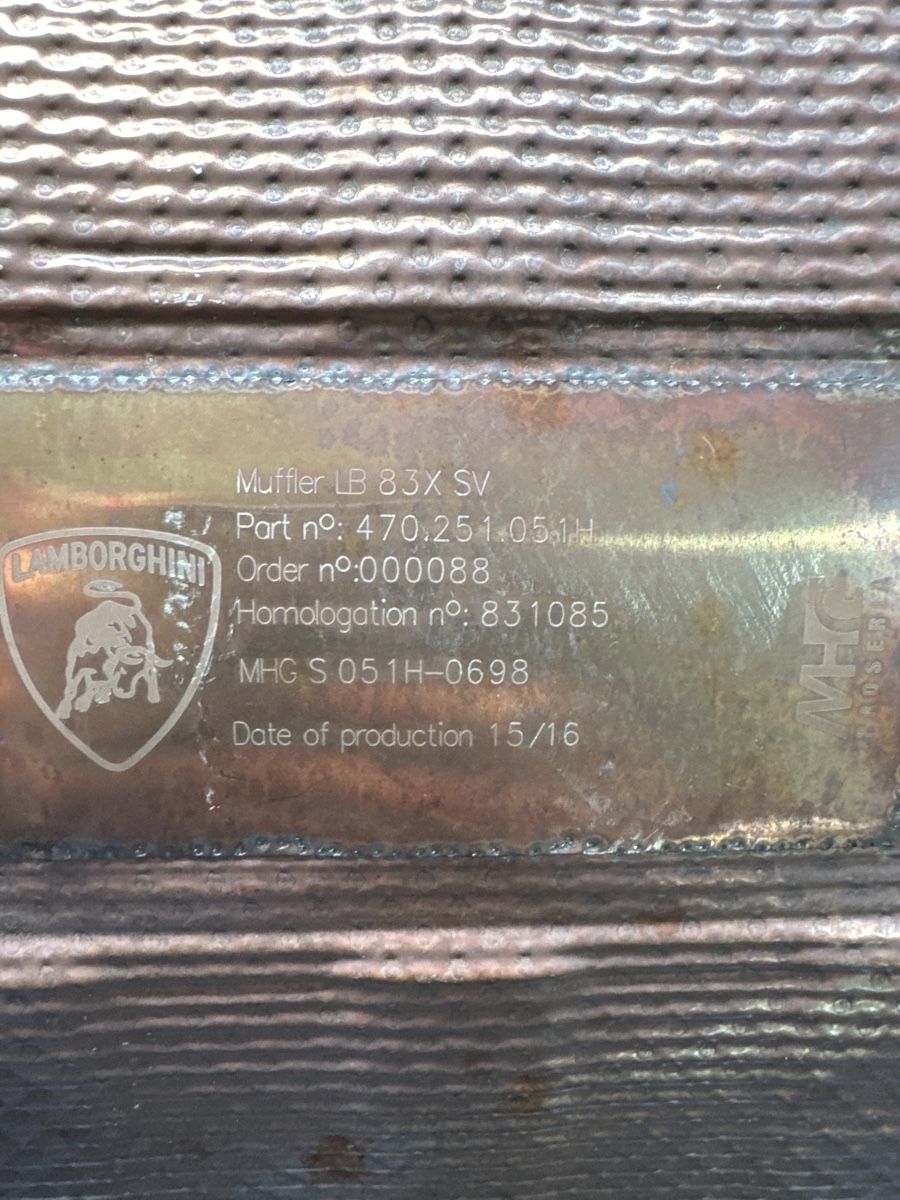 Muffler LB 83X SV
Part nº: 470.251.051H
Order nº:000088
Homologation nº: 831085
MHG S 051H-0698
Date of production 15/16
LAMBORGHINI
MHG
PROSERIA